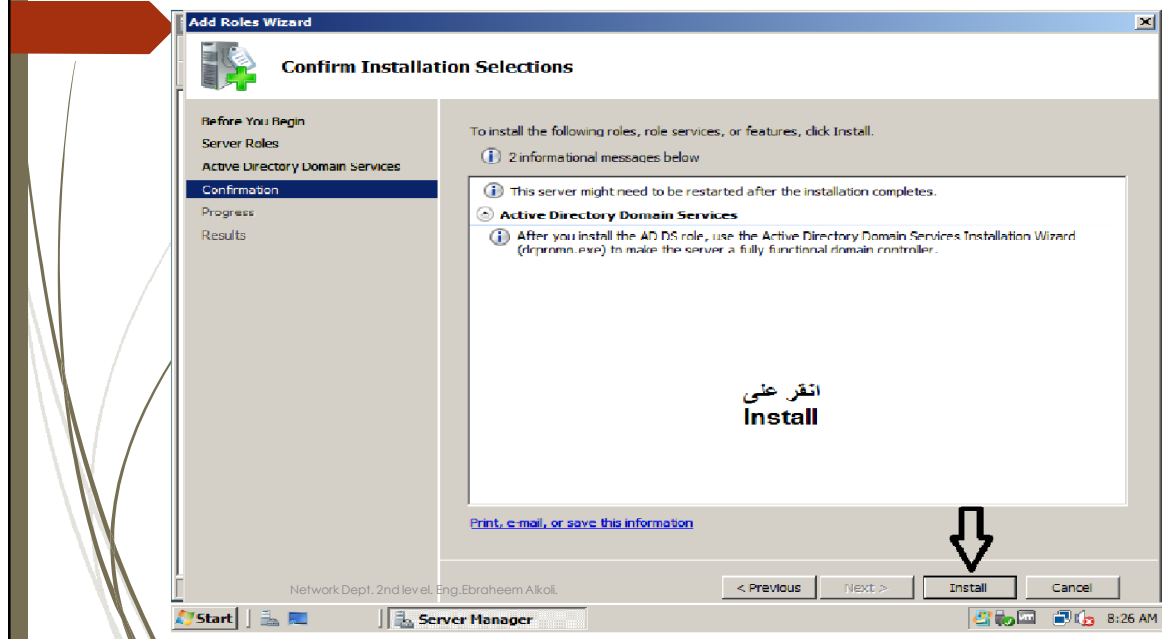 Add Roles Wizard
Confirm Installation Selections
Before You Begin
Server Roles
Active Directory Domain Services
Confirmation
Progress
Results
To install the following roles, role services, or features, click Install.
2 informational messages below
This server might need to be restarted after the installation completes.
Active Directory Domain Services
After you install the AD DS role, use the Active Directory Domain Services Installation Wizard
(dcpromo.exe) to make the server a fully functional domain controller.
انقر على
Install
Print, e-mail, or save this information
< Previous
Next >
Install
Cancel
Network Dept. 2nd level. Eng.Ebraheem Alkoli.
Start
Server Manager
8:26 AM